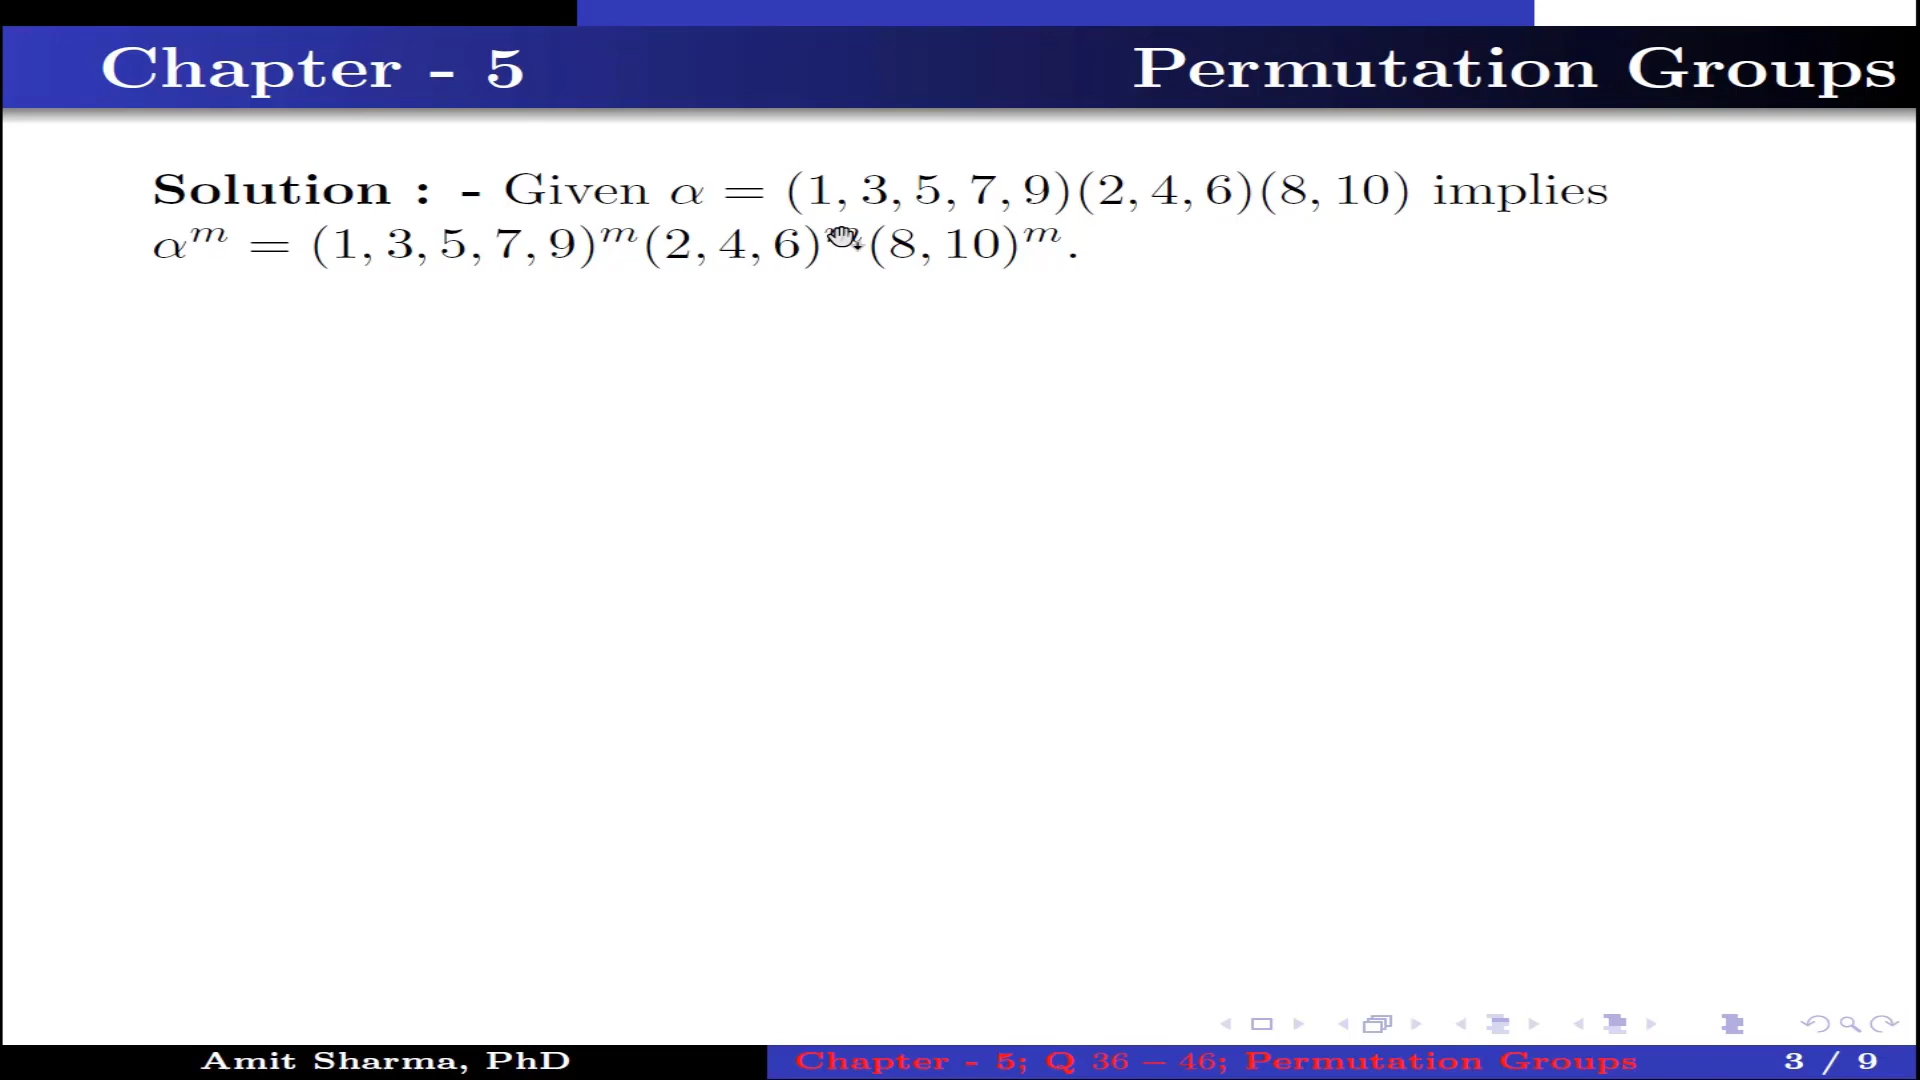 Chapter - 5 Permutation Groups
Solution : - Given α = (1, 3, 5, 7, 9)(2, 4, 6)(8, 10) implies
αᵐ = (1, 3, 5, 7, 9)ᵐ(2, 4, 6)ᵐ(8, 10)ᵐ.
Amit Sharma, PhD Chapter - 5; Q 36 – 46; Permutation Groups 3 / 9